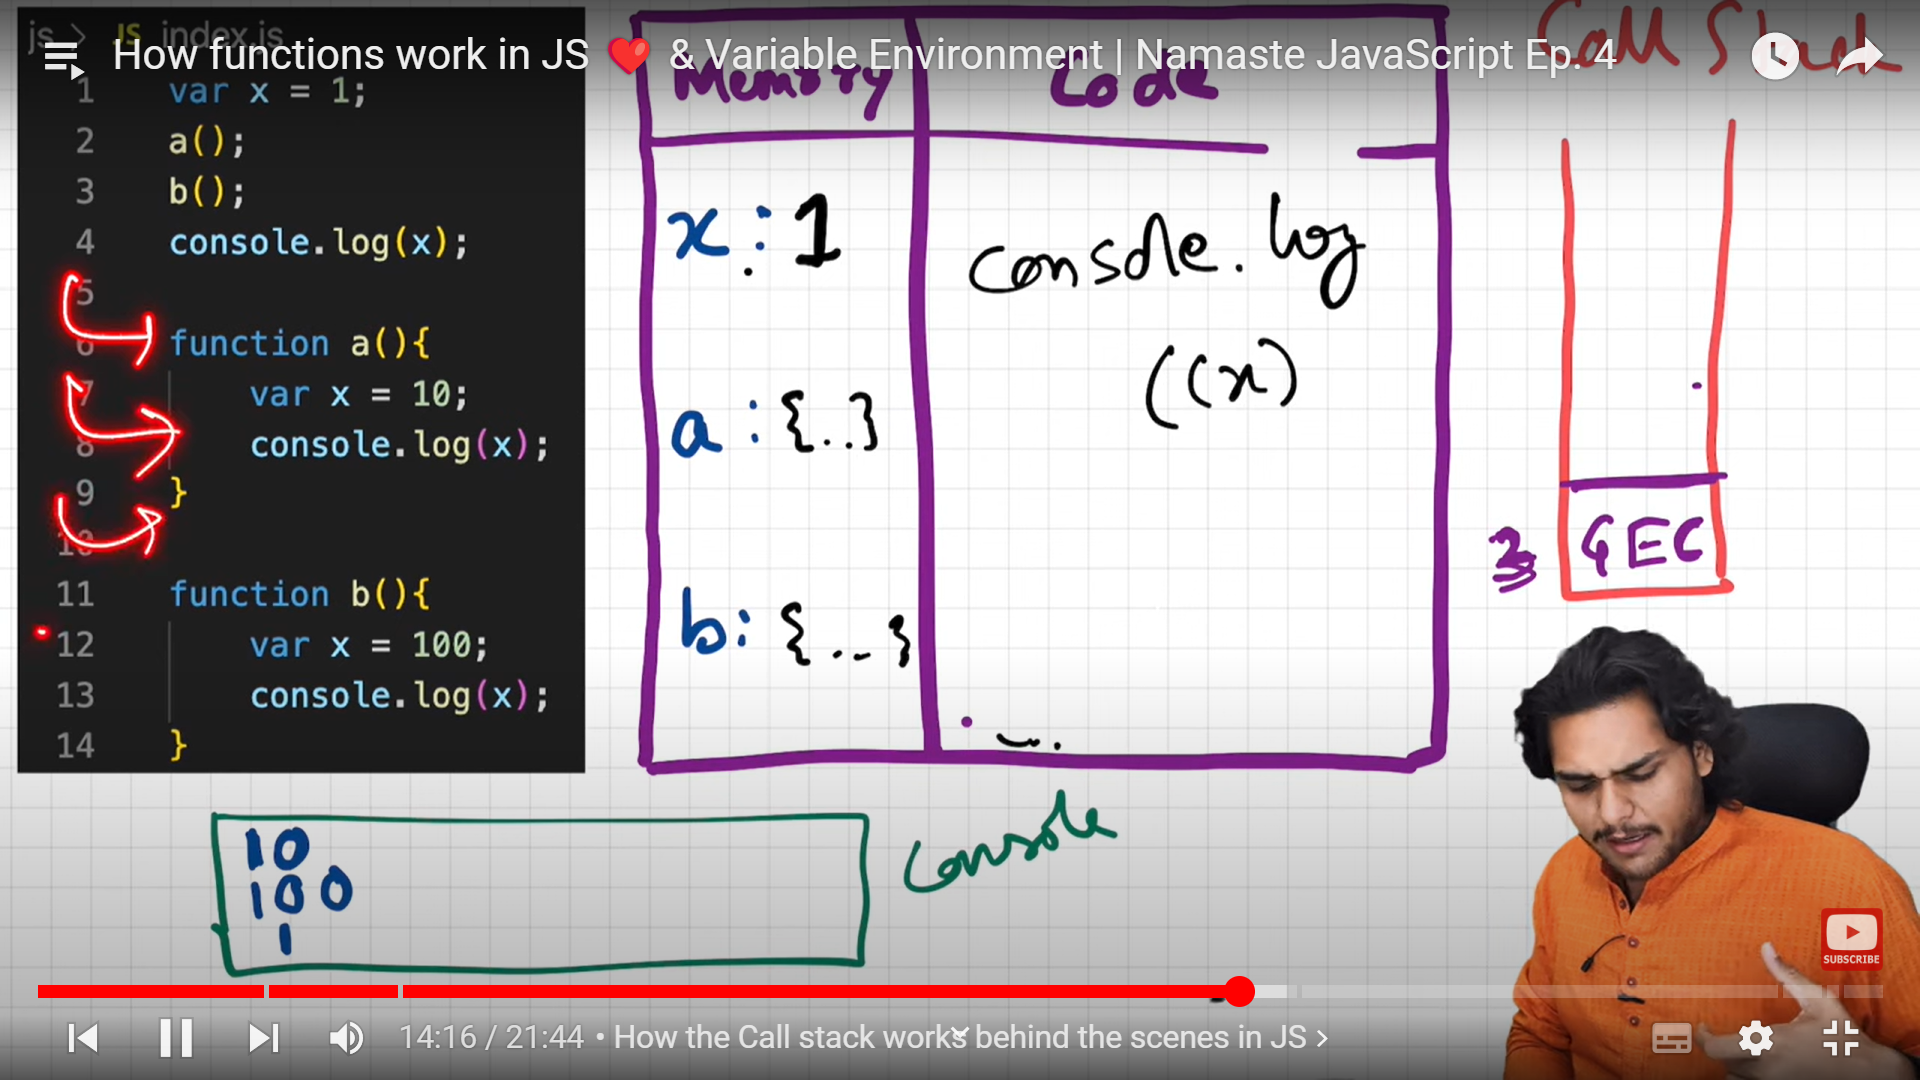 js > JS index.js
How functions work in JS ❤️ & Variable Environment | Namaste JavaScript Ep. 4
1 var x = 1;
2 a();
3 b();
4 console.log(x);
5
6 function a(){
7 var x = 10;
8 console.log(x);
9 }
10
11 function b(){
12 var x = 100;
13 console.log(x);
14 }
Memory Code
x : 1
a : {..}
b: {...}
console.log
((x)
Call Stack
GEC
10
100
1
Console
SUBSCRIBE
14:16 / 21:44 • How the Call stack works behind the scenes in JS >